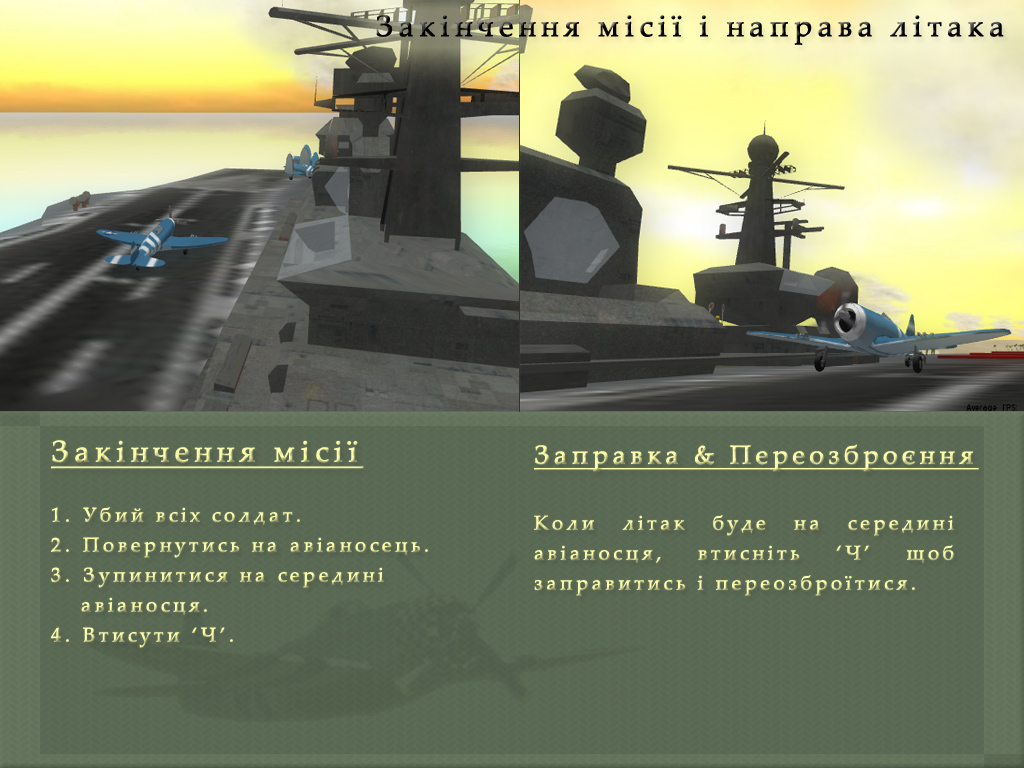 Закінчення місії і направа літака
Average FPS:
Закінчення місії
1. Убий всіх солдат.
2. Повернутись на авіаносець.
3. Зупинитися на середині
авіаносця.
4. Втисути ‘Ч’.
Заправка & Переозброєння
Коли літак буде на середині
авіаносця, втисніть ‘Ч’ щоб
заправитись і переозброїтися.